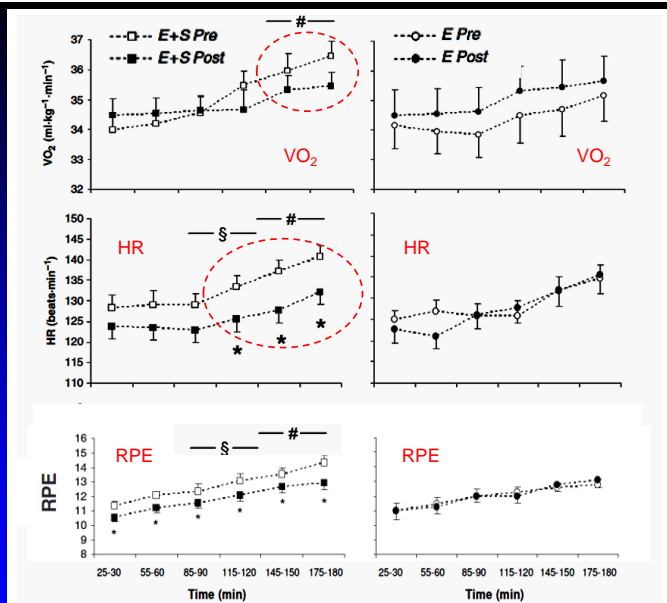 #
E+S Pre
E+S Post
37
36
35
34
33
32
VO₂ (ml·kg⁻¹·min⁻¹)
VO₂
E Pre
E Post
VO₂
§
#
150
145
140
135
130
125
120
115
110
HR (beats·min⁻¹)
HR
*
*
*
HR
§
#
16
15
14
13
12
11
10
9
8
RPE
RPE
*
*
*
*
*
*
RPE
25-30 55-60 85-90 115-120 145-150 175-180
Time (min)
25-30 55-60 85-90 115-120 145-150 175-180
Time (min)